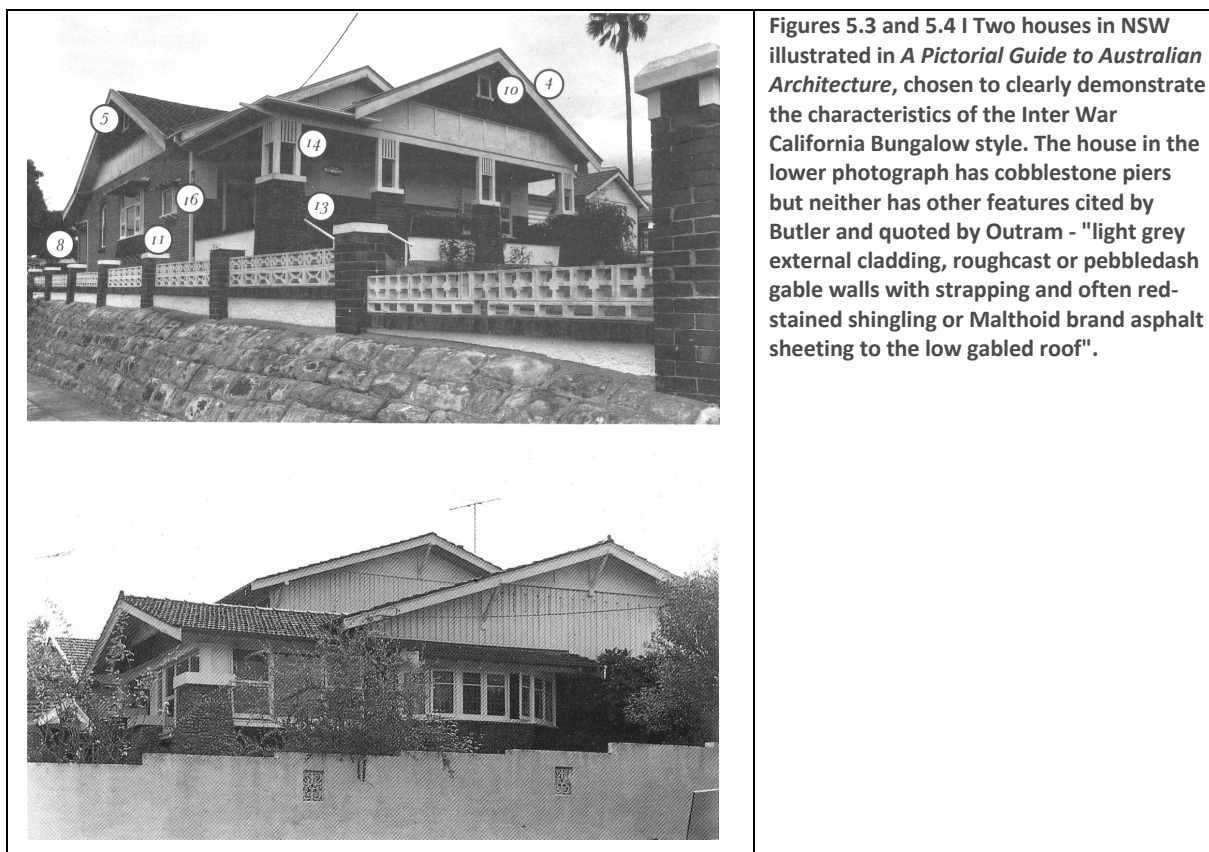 5
16
8
11
14
13
10
4
Figures 5.3 and 5.4 I Two houses in NSW
illustrated in A Pictorial Guide to Australian
Architecture, chosen to clearly demonstrate
the characteristics of the Inter War
California Bungalow style. The house in the
lower photograph has cobblestone piers
but neither has other features cited by
Butler and quoted by Outram - "light grey
external cladding, roughcast or pebbledash
gable walls with strapping and often red-
stained shingling or Malthoid brand asphalt
sheeting to the low gabled roof".